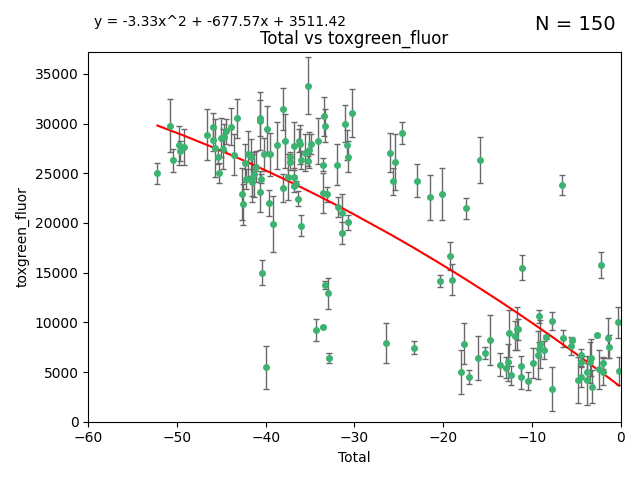 y = -3.33x^2 + -677.57x + 3511.42
N = 150
Total vs toxgreen_fluor
35000
30000
25000
20000
15000
10000
5000
0
toxgreen_fluor
−60 −50 −40 −30 −20 −10 0
Total